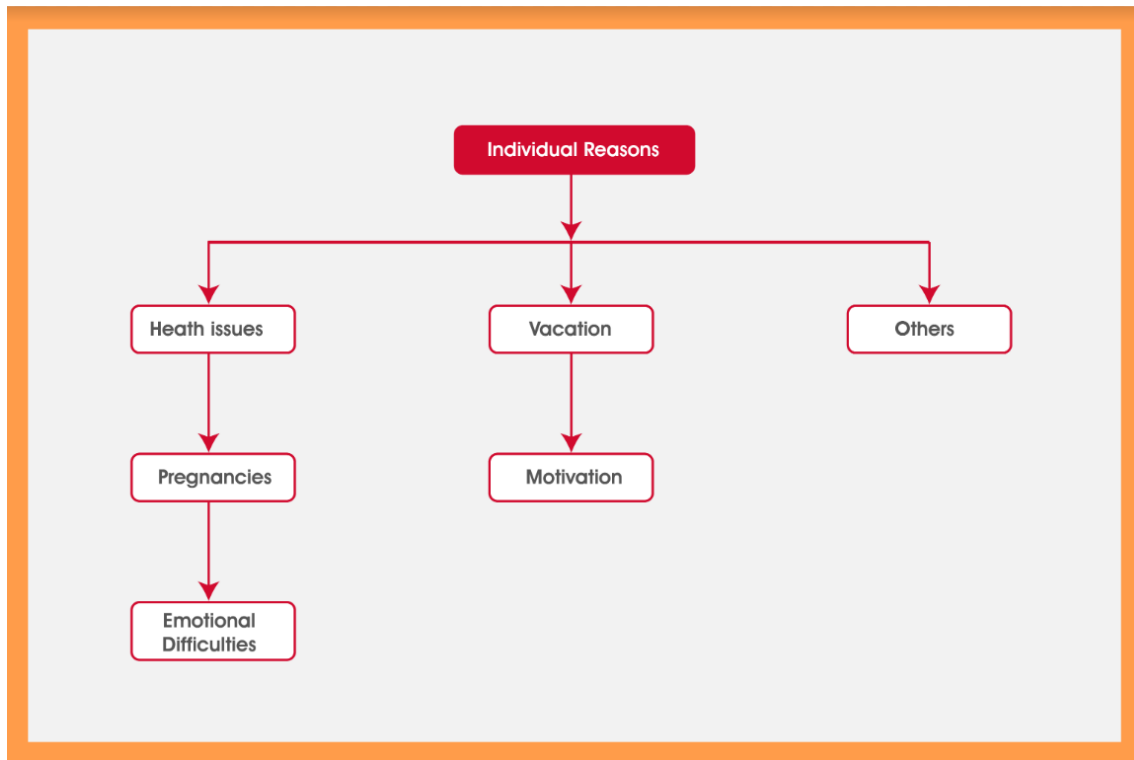 Individual Reasons
Heath issues
Vacation
Others
Pregnancies
Motivation
Emotional
Difficulties